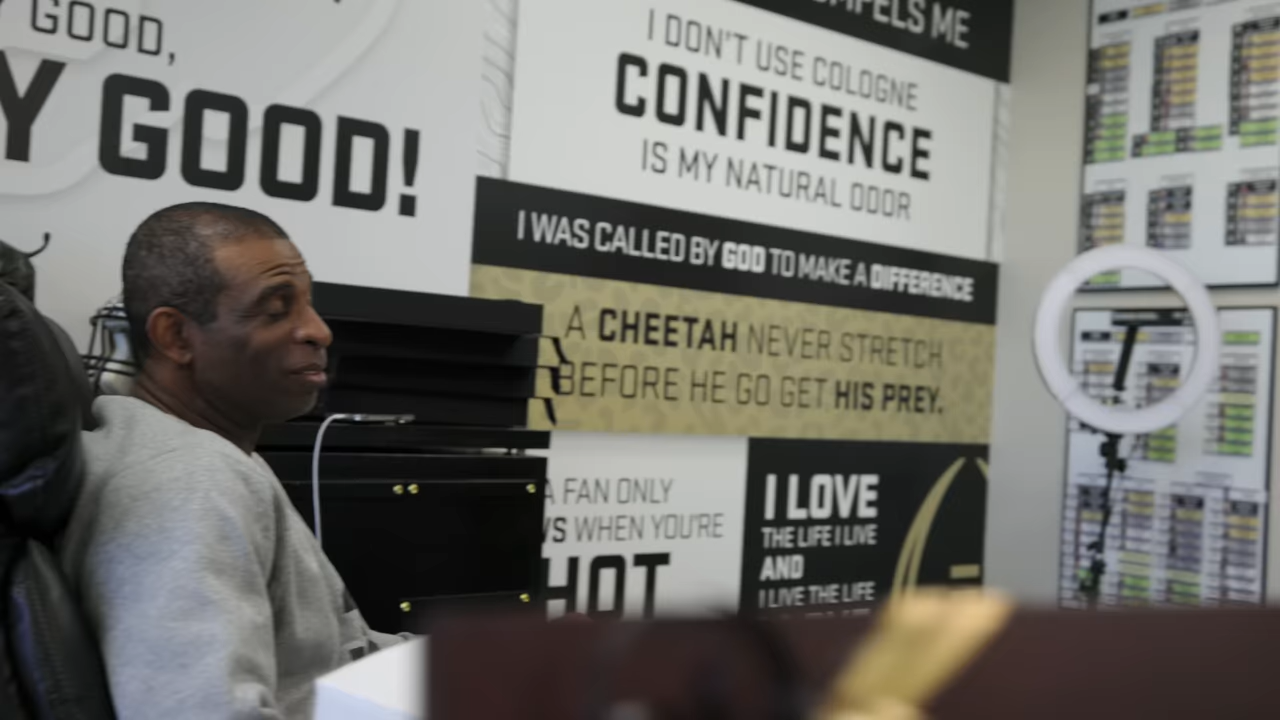 GOOD,
Y GOOD!
MPELS ME
I DON'T USE COLOGNE
CONFIDENCE
IS MY NATURAL ODOR
I WAS CALLED BY GOD TO MAKE A DIFFERENCE
A CHEETAH NEVER STRETCH
BEFORE HE GO GET HIS PREY.
A FAN ONLY
WS WHEN YOU'RE
HOT
I LOVE
THE LIFE I LIVE
AND
I LIVE THE LIFE